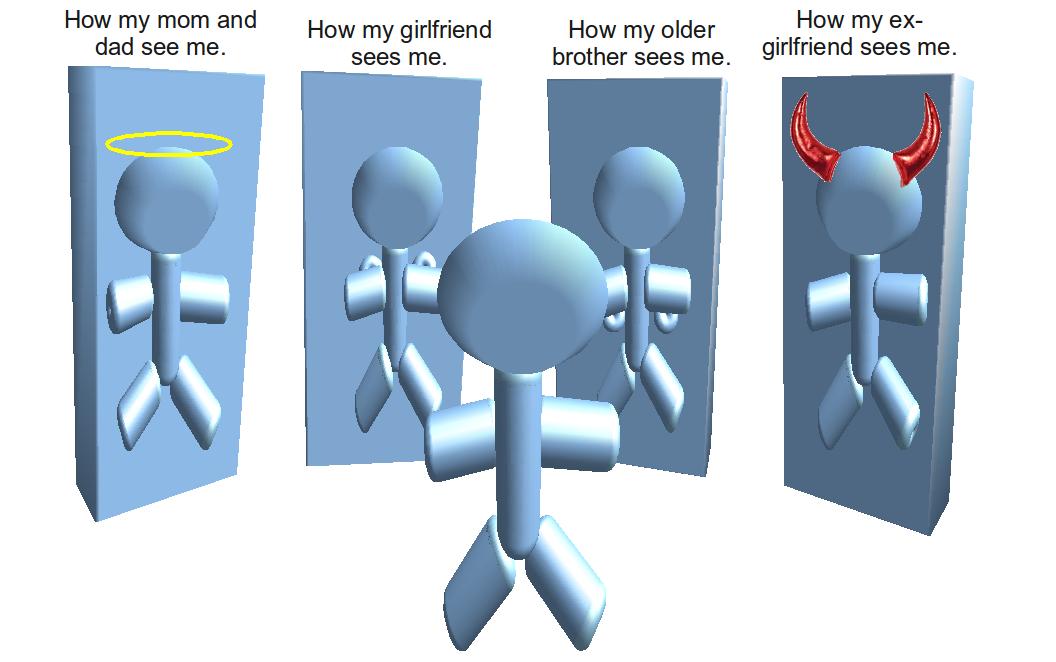 How my mom and
dad see me.
How my girlfriend
sees me.
How my older
brother sees me.
How my ex-
girlfriend sees me.